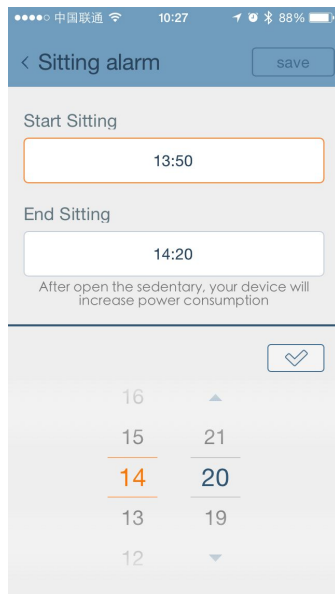 中国联通 10:27 88%
Sitting alarm save
Start Sitting
13:50
End Sitting
14:20
After open the sedentary, your device will
increase power consumption
16
15 21
14 20
13 19
12